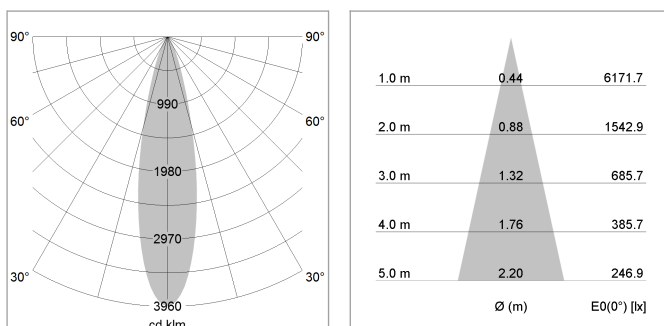 90° 90°
990
60° 60°
1980
2970
30° 30°
3960
cd klm
1.0 m 0.44 6171.7
2.0 m 0.88 1542.9
3.0 m 1.32 685.7
4.0 m 1.76 385.7
5.0 m 2.20 246.9
Ø (m) E0(0°) [lx]